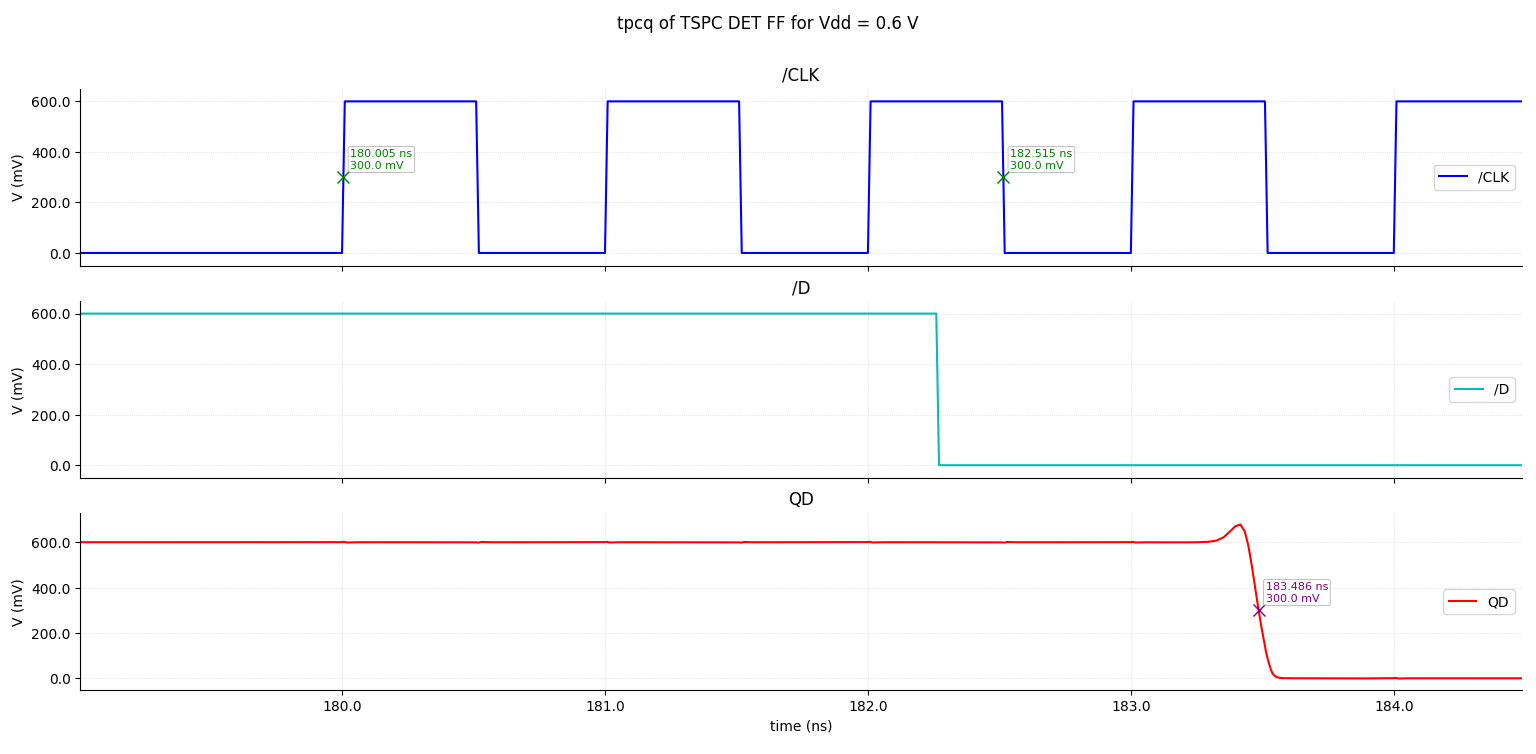 tpcq of TSPC DET FF for Vdd = 0.6 V
/CLK
600.0
400.0
200.0
0.0
V (mV)
180.005 ns
300.0 mV
182.515 ns
300.0 mV
/CLK
/D
600.0
400.0
200.0
0.0
V (mV)
/D
QD
600.0
400.0
200.0
0.0
V (mV)
183.486 ns
300.0 mV
QD
180.0
181.0
182.0
183.0
184.0
time (ns)